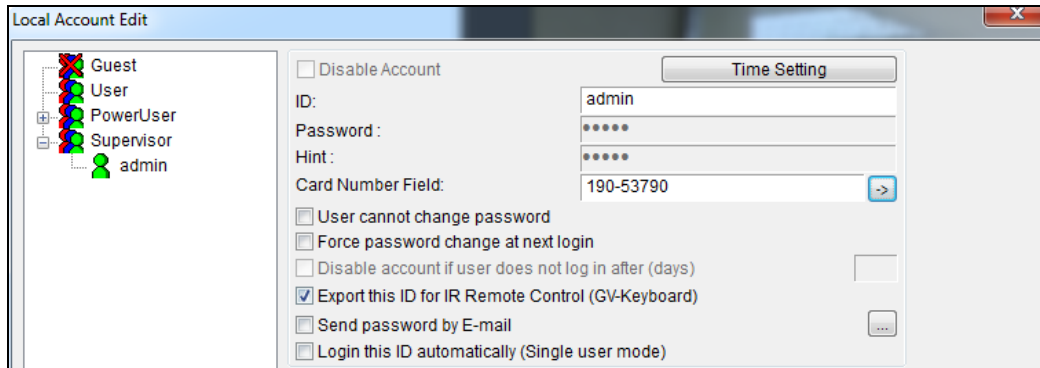 Local Account Edit
x
Guest
User
PowerUser
Supervisor
admin
Disable Account
Time Setting
ID:
admin
Password :
•••••
Hint :
•••••
Card Number Field:
190-53790
->
User cannot change password
Force password change at next login
Disable account if user does not log in after (days)
Export this ID for IR Remote Control (GV-Keyboard)
Send password by E-mail
...
Login this ID automatically (Single user mode)